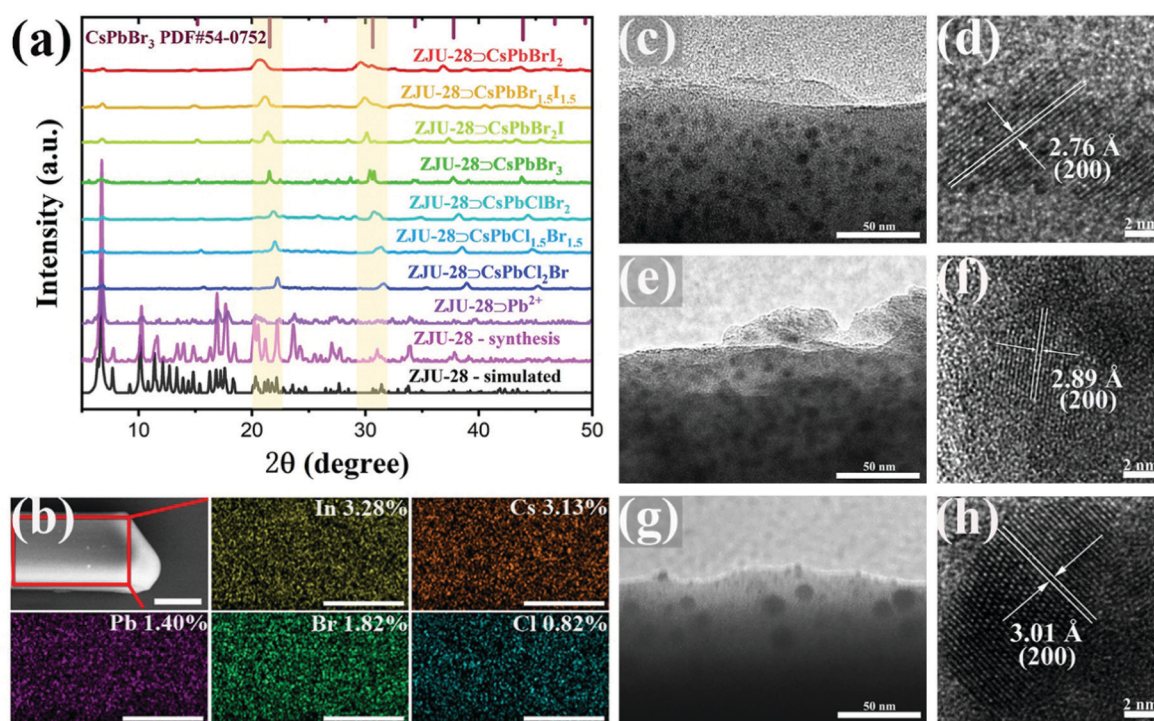 (a)
CsPbBr₃ PDF#54-0752
ZJU-28⊃CsPbBrI₂
ZJU-28⊃CsPbBr₁.₅I₁.₅
ZJU-28⊃CsPbBr₂I
ZJU-28⊃CsPbBr₃
ZJU-28⊃CsPbClBr₂
ZJU-28⊃CsPbCl₁.₅Br₁.₅
ZJU-28⊃CsPbCl₂Br
ZJU-28⊃Pb²⁺
ZJU-28 - synthesis
ZJU-28 - simulated
Intensity (a.u.)
10 20 30 40 50
2θ (degree)
(b)
In 3.28%
Cs 3.13%
Pb 1.40%
Br 1.82%
Cl 0.82%
(c)
50 nm
(d)
2.76 Å
(200)
2 nm
(e)
50 nm
(f)
2.89 Å
(200)
2 nm
(g)
50 nm
(h)
3.01 Å
(200)
2 nm